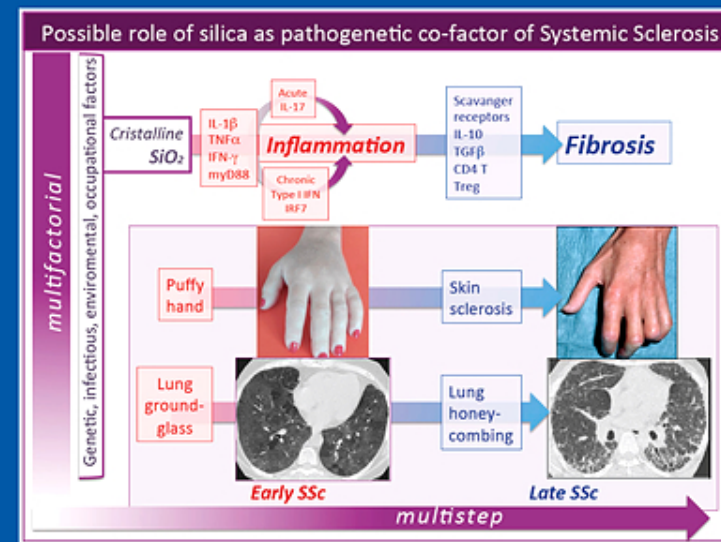 Possible role of silica as pathogenetic co-factor of Systemic Sclerosis
multifactorial
Genetic, infectious, enviromental, occupational factors
Cristalline
SiO₂
IL-1β
TNFα
IFN-γ
myD88
Acute
IL-17
Inflammation
Chronic
Type I IFN
IRF7
Scavanger
receptors
IL-10
TGFβ
CD4 T
Treg
Fibrosis
Puffy
hand
Skin
sclerosis
Lung
ground-
glass
Lung
honey-
combing
Early SSc
Late SSc
multistep